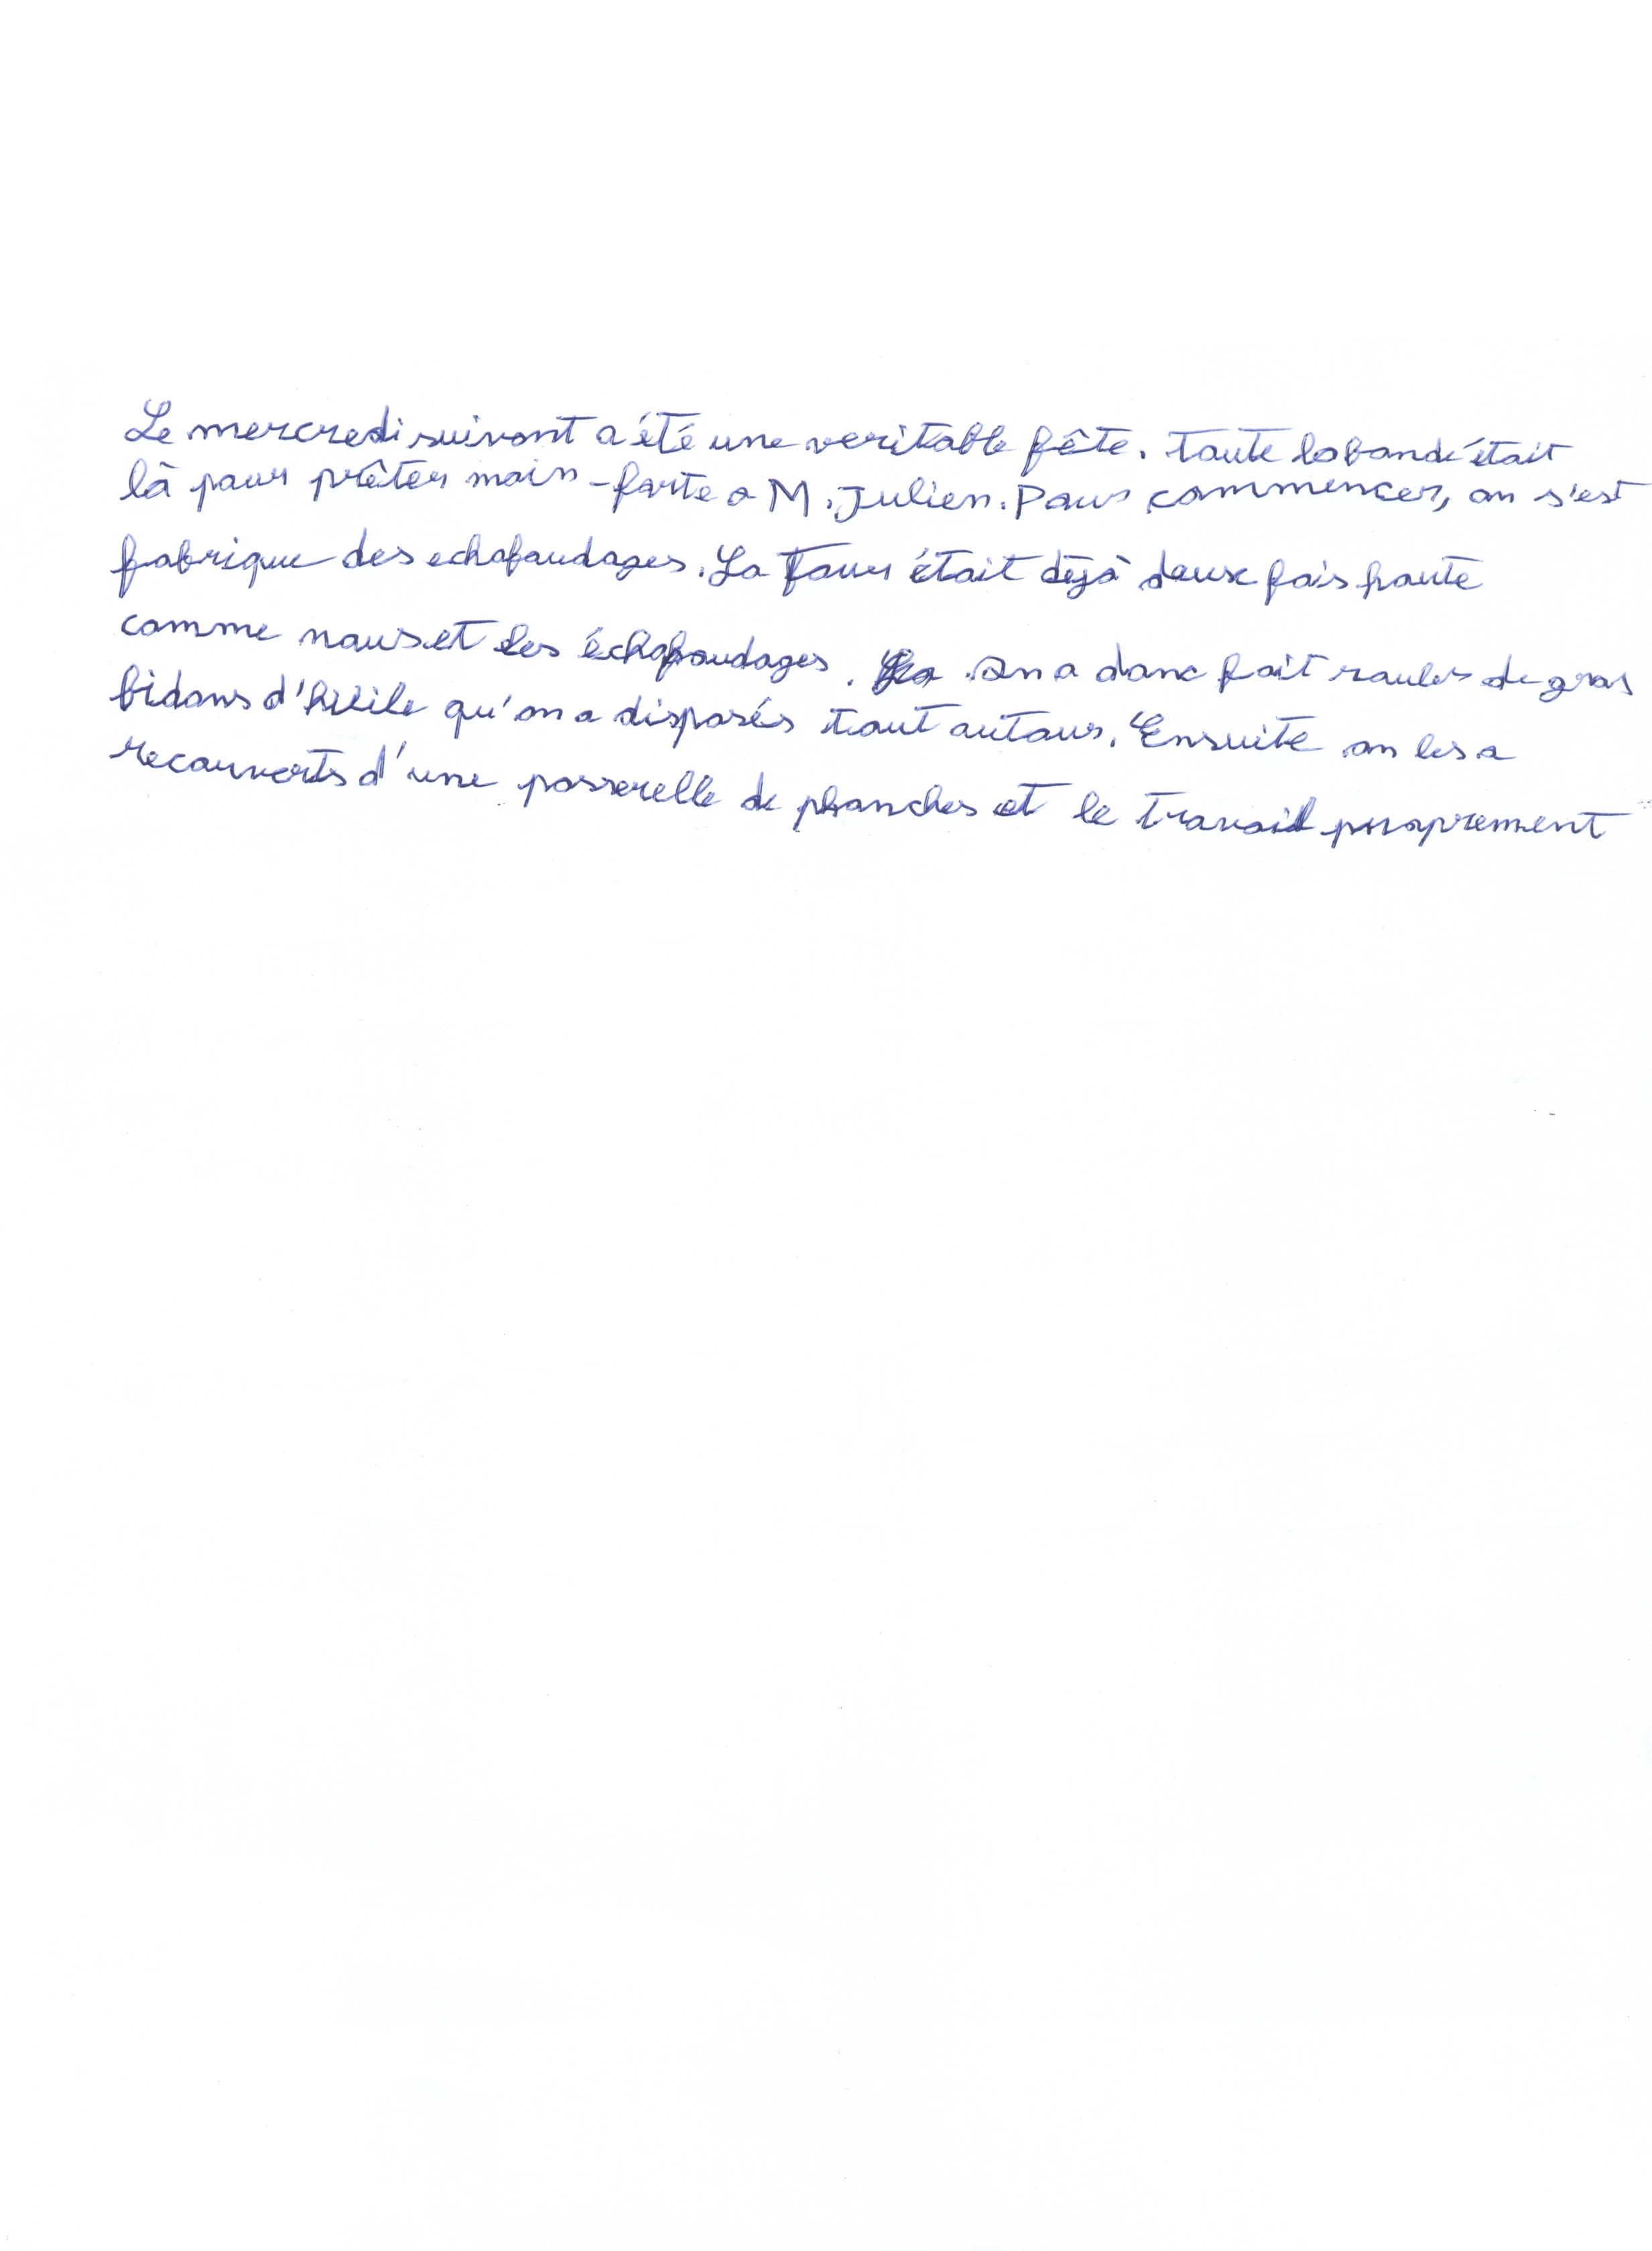 Le mercredi suivant a été une veritable fête. Toute la bande était
là pour prêter main-forte a M. Julien. Pour commencer, on s'est
fabrique des echafaudages. La Tour était déjà deux fois haute
comme nous et les échafaudages. On a donc fait rouler de gros
bidons d'huile qu'on a disposés tout autour. Ensuite on les a
recouverts d'une passerelle de planches et le travail proprement